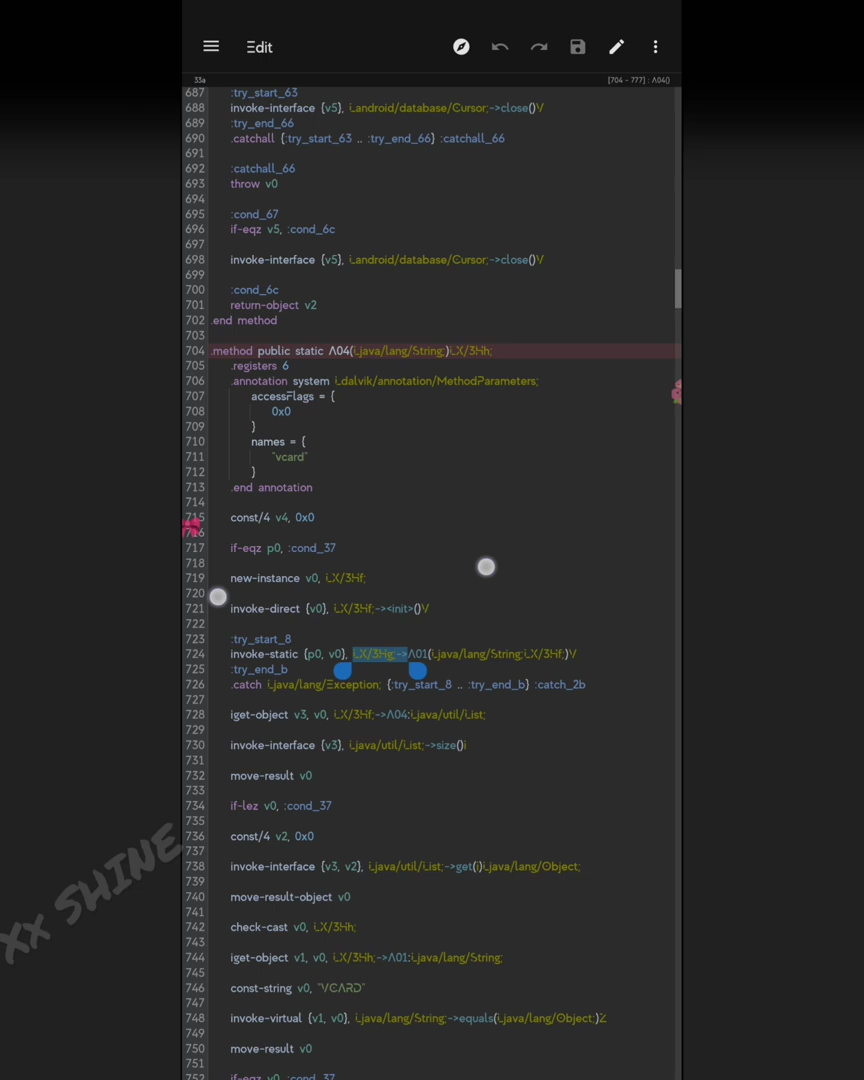 Edit
33a
[704 - 777] : A04()
687 :try_start_63
688 invoke-interface {v5}, Landroid/database/Cursor;->close()V
689 :try_end_66
690 .catchall {:try_start_63 .. :try_end_66} :catchall_66
691
692 :catchall_66
693 throw v0
694
695 :cond_67
696 if-eqz v5, :cond_6c
697
698 invoke-interface {v5}, Landroid/database/Cursor;->close()V
699
700 :cond_6c
701 return-object v2
702 .end method
703
704 .method public static A04(Ljava/lang/String;)LX/3Hh;
705 .registers 6
706 .annotation system Ldalvik/annotation/MethodParameters;
707 accessFlags = {
708 0x0
709 }
710 names = {
711 "vcard"
712 }
713 .end annotation
714
715 const/4 v4, 0x0
716
717 if-eqz p0, :cond_37
718
719 new-instance v0, LX/3Hf;
720
721 invoke-direct {v0}, LX/3Hf;-><init>()V
722
723 :try_start_8
724 invoke-static {p0, v0}, LX/3Hg;->A01(Ljava/lang/String;LX/3Hf;)V
725 :try_end_b
726 .catch Ljava/lang/Exception; {:try_start_8 .. :try_end_b} :catch_2b
727
728 iget-object v3, v0, LX/3Hf;->A04:Ljava/util/List;
729
730 invoke-interface {v3}, Ljava/util/List;->size()I
731
732 move-result v0
733
734 if-lez v0, :cond_37
735
736 const/4 v2, 0x0
737
738 invoke-interface {v3, v2}, Ljava/util/List;->get(I)Ljava/lang/Object;
739
740 move-result-object v0
741
742 check-cast v0, LX/3Hh;
743
744 iget-object v1, v0, LX/3Hh;->A01:Ljava/lang/String;
745
746 const-string v0, "VCARD"
747
748 invoke-virtual {v1, v0}, Ljava/lang/String;->equals(Ljava/lang/Object;)Z
749
750 move-result v0
751
752 if-eqz v0, :cond_37
Xx SHINE